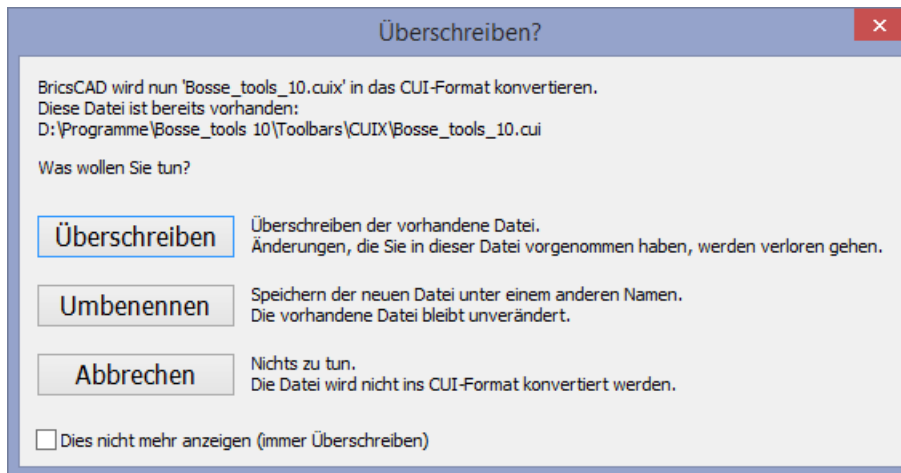 Überschreiben?
BricsCAD wird nun 'Bosse_tools_10.cuix' in das CUI-Format konvertieren.
Diese Datei ist bereits vorhanden:
D:\Programme\Bosse_tools 10\Toolbars\CUIX\Bosse_tools_10.cui
Was wollen Sie tun?
Überschreiben
Überschreiben der vorhandene Datei.
Änderungen, die Sie in dieser Datei vorgenommen haben, werden verloren gehen.
Umbenennen
Speichern der neuen Datei unter einem anderen Namen.
Die vorhandene Datei bleibt unverändert.
Abbrechen
Nichts zu tun.
Die Datei wird nicht ins CUI-Format konvertiert werden.
Dies nicht mehr anzeigen (immer Überschreiben)